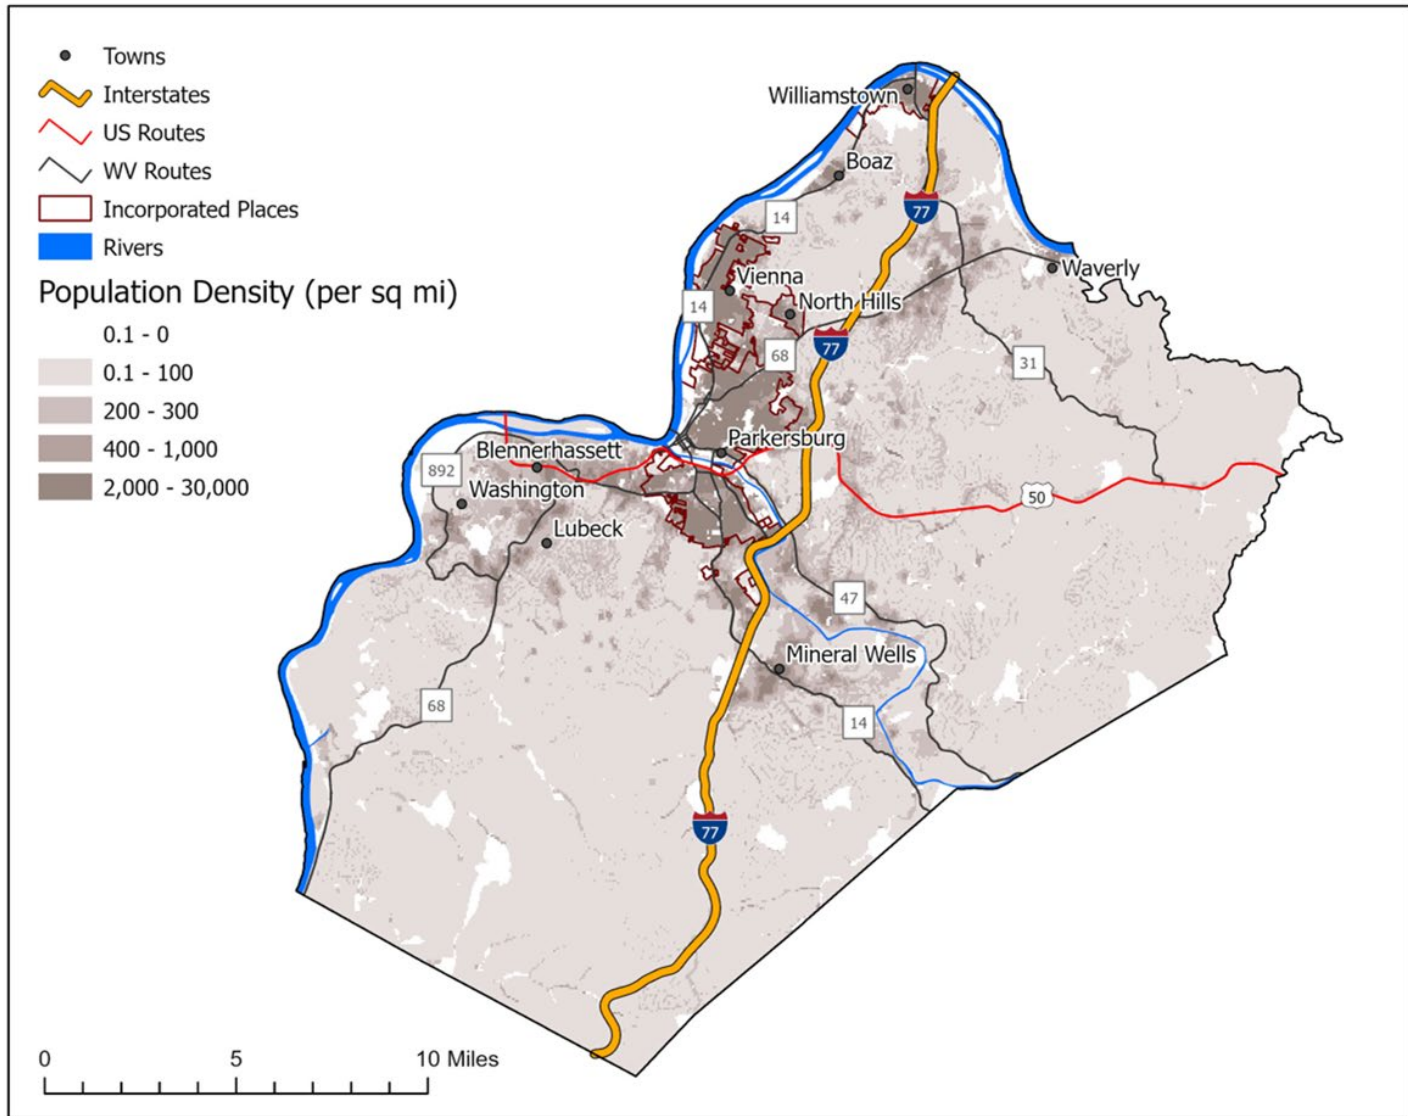 Towns
Interstates
US Routes
WV Routes
Incorporated Places
Rivers
Population Density (per sq mi)
0.1 - 0
0.1 - 100
200 - 300
400 - 1,000
2,000 - 30,000
Williamstown
Boaz
14
77
Waverly
Vienna
North Hills
14
77
68
31
Parkersburg
Blennerhassett
892
Washington
50
Lubeck
47
Mineral Wells
68
14
77
0 5 10 Miles